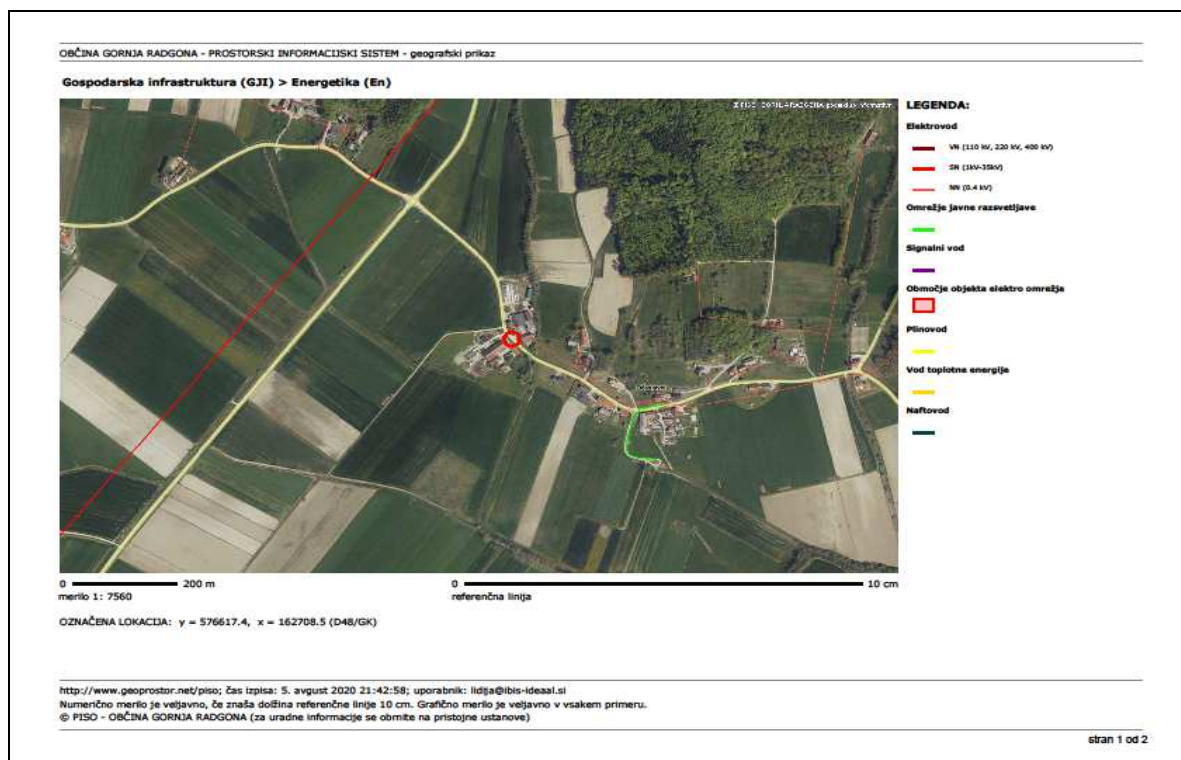 OBČINA GORNJA RADGONA - PROSTORSKI INFORMACIJSKI SISTEM - geografski prikaz
Gospodarska infrastruktura (GJI) > Energetika (En)
LEGENDA:
Elektrovod
VN (110 kV, 220 kV, 400 kV)
SN (1kV-35kV)
NN (0.4 kV)
Omrežje javne razsvetljave
Signalni vod
Območje objekta elektro omrežja
Plinovod
Vod toplotne energije
Naftovod
0 200 m
merilo 1: 7560
0 10 cm
referenčna linija
OZNAČENA LOKACIJA: y = 576617.4, x = 162708.5 (D48/GK)
http://www.geoprostor.net/piso; čas izpisa: 5. avgust 2020 21:42:58; uporabnik: lidija@ibis-ideaal.si
Numerično merilo je veljavno, če znaša dolžina referenčne linije 10 cm. Grafično merilo je veljavno v vsakem primeru.
© PISO - OBČINA GORNJA RADGONA (za uradne informacije se obrnite na pristojne ustanove)
stran 1 od 2